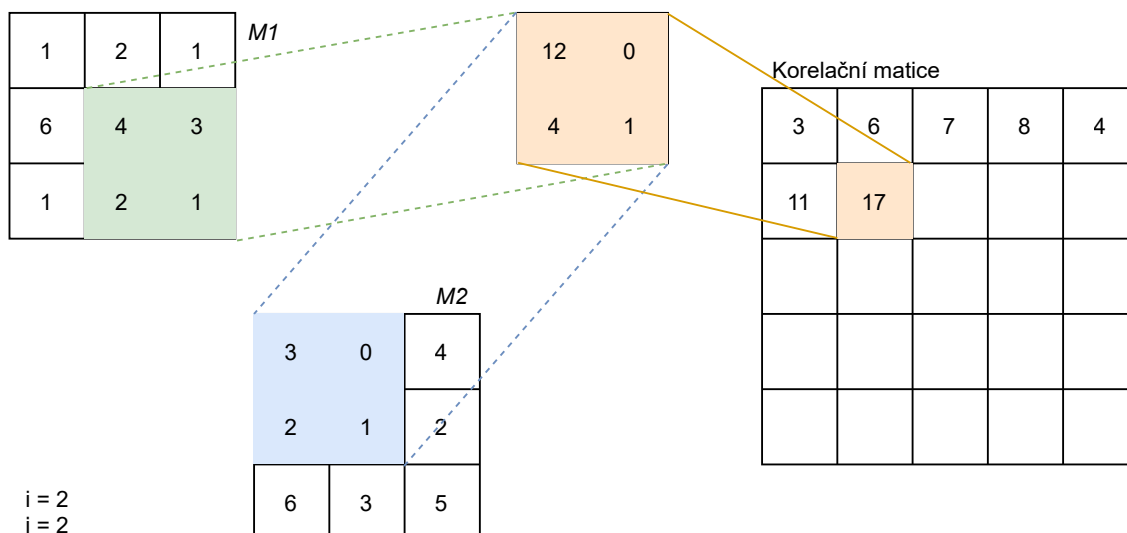 M1
1 2 1
6 4 3
1 2 1
12 0
4 1
Korelační matice
3 6 7 8 4
11 17
M2
3 0 4
2 1 2
6 3 5
i = 2
i = 2